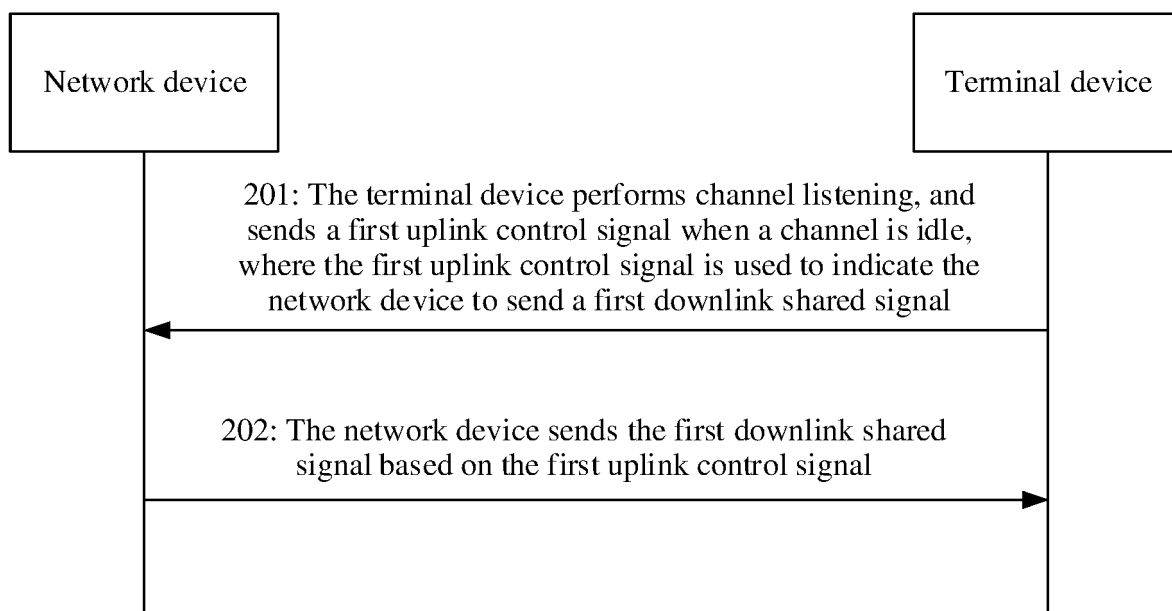 Network device
Terminal device
201: The terminal device performs channel listening, and
sends a first uplink control signal when a channel is idle,
where the first uplink control signal is used to indicate the
network device to send a first downlink shared signal
202: The network device sends the first downlink shared
signal based on the first uplink control signal